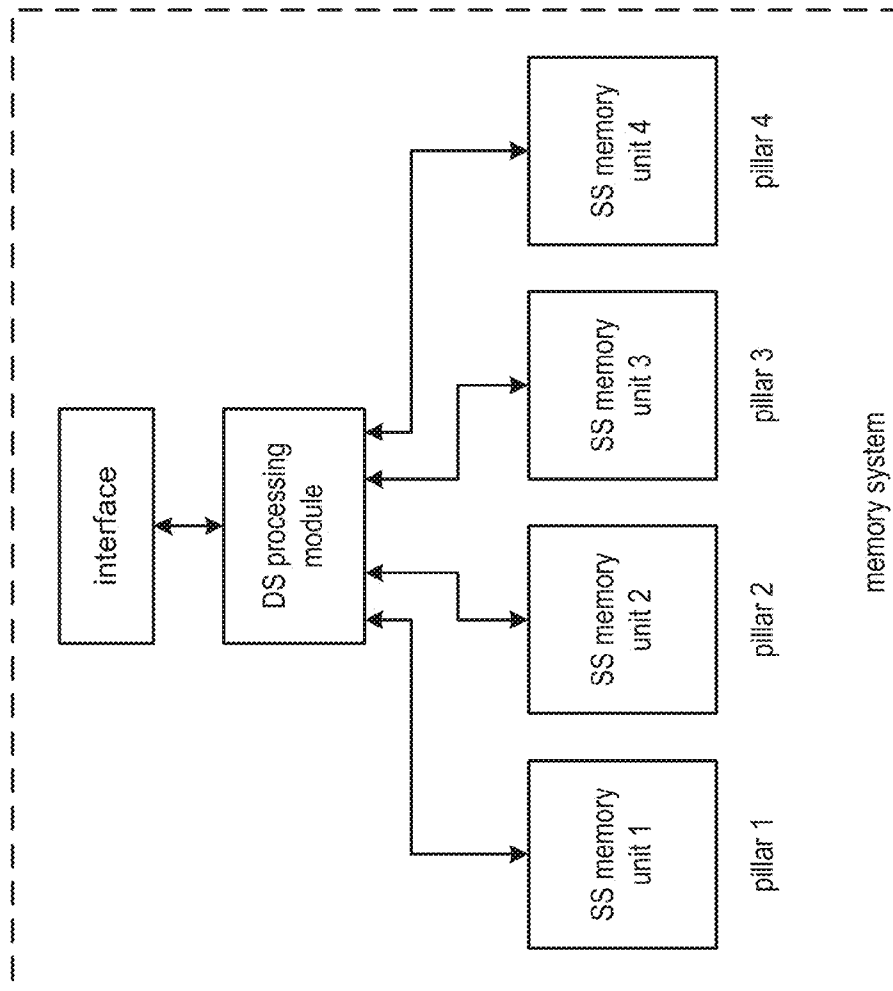 interface
DS processing
module
SS memory
unit 1
SS memory
unit 2
SS memory
unit 3
SS memory
unit 4
pillar 1
pillar 2
pillar 3
pillar 4
memory system